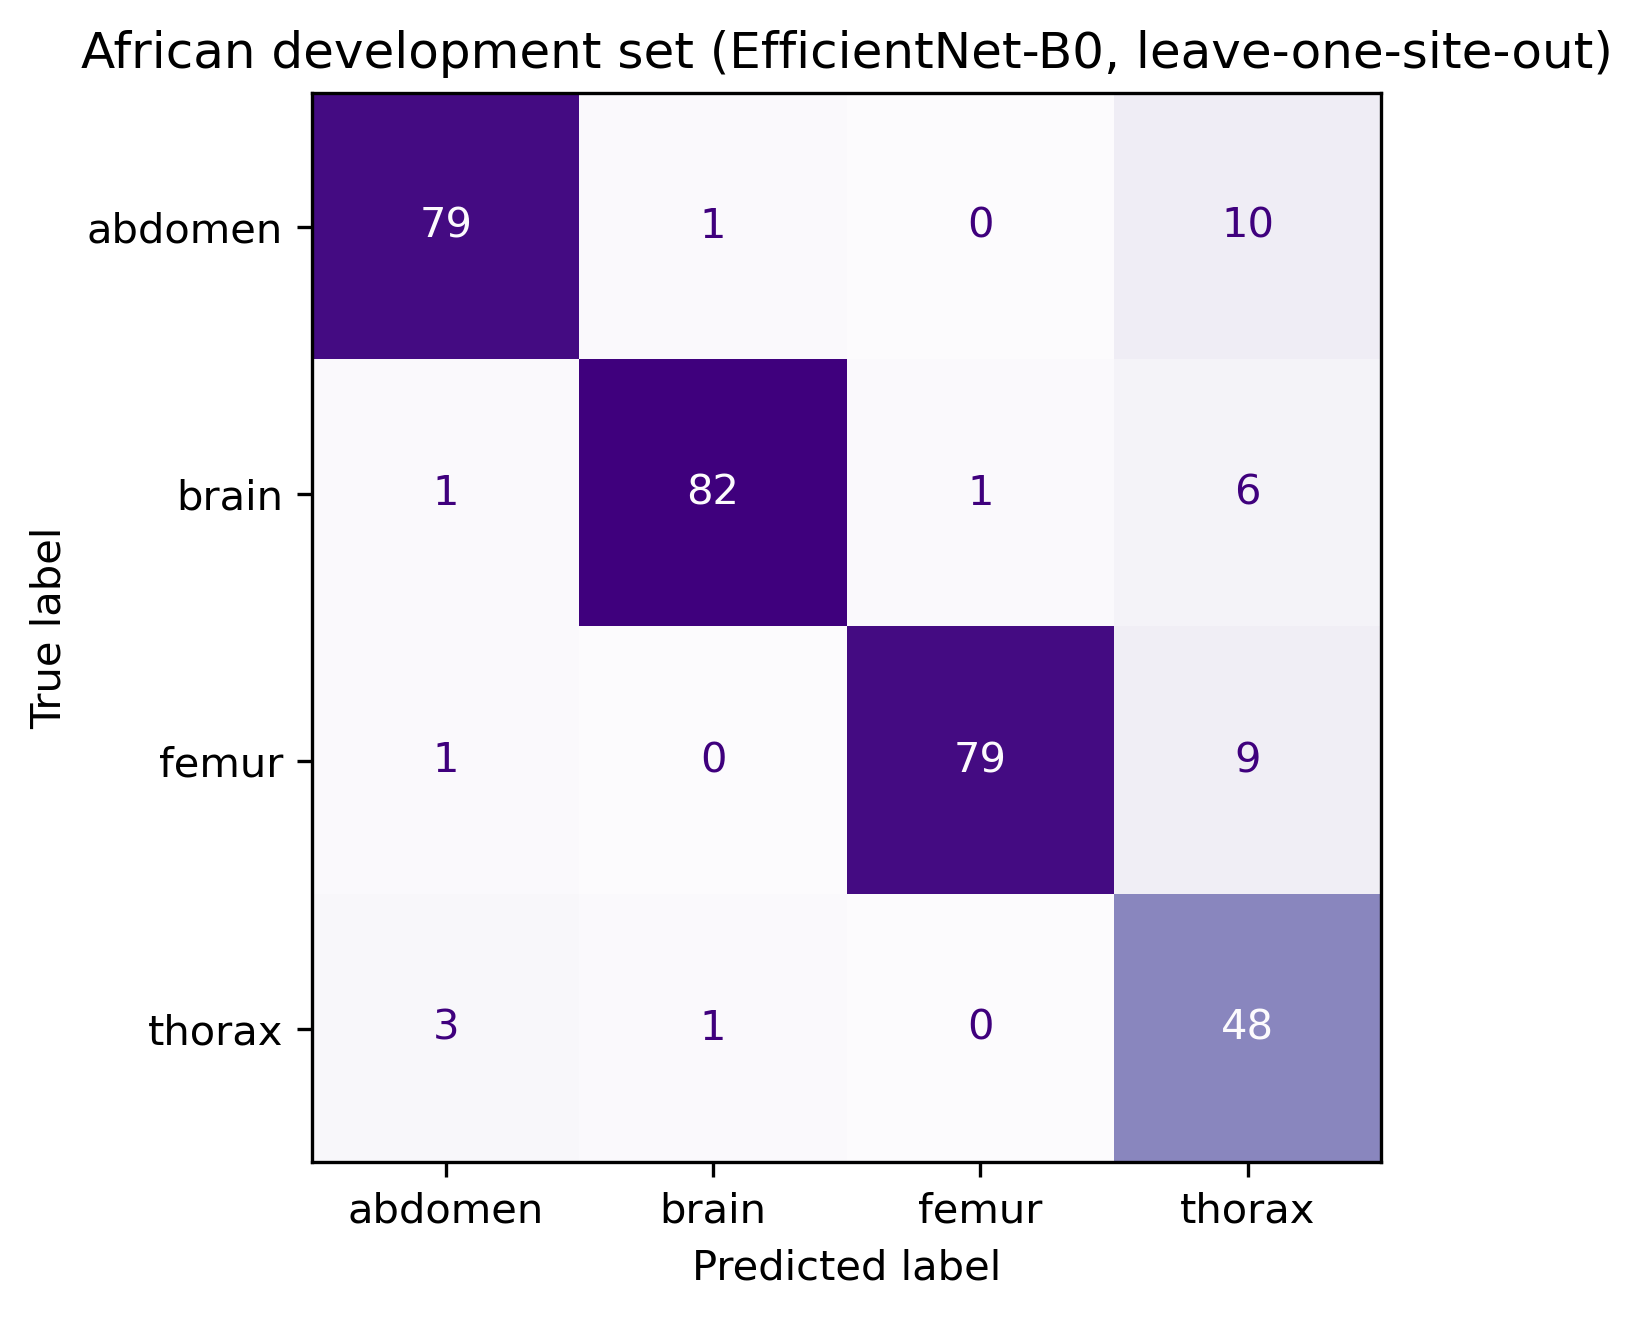 African development set (EfficientNet-B0, leave-one-site-out)
abdomen 79 1 0 10
brain 1 82 1 6
femur 1 0 79 9
thorax 3 1 0 48
abdomen brain femur thorax
Predicted label
True label